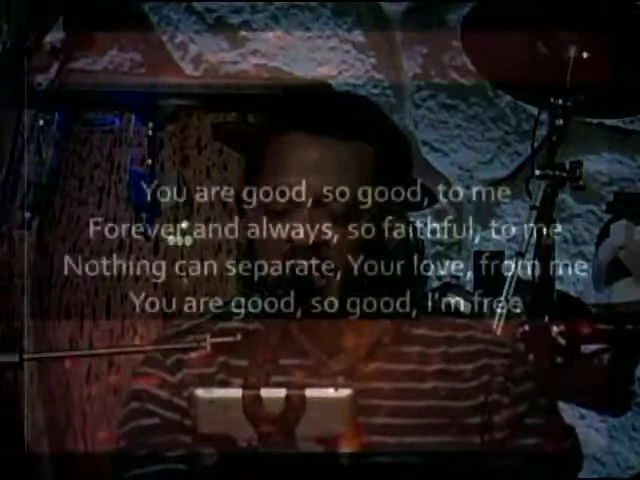 You are good, so good, to me
Forever and always, so faithful, to me
Nothing can separate, Your love, from me
You are good, so good, I'm free